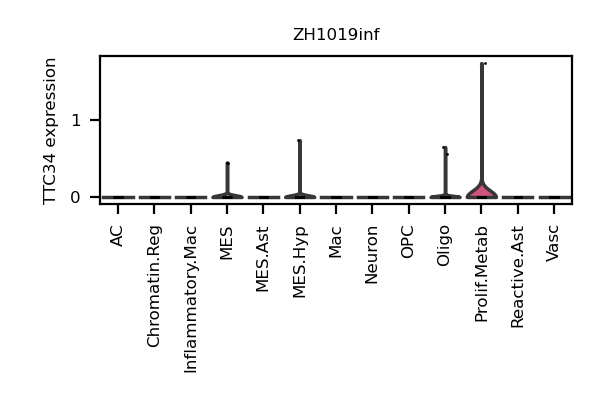 ZH1019inf
TTC34 expression
1
0
AC
Chromatin.Reg
Inflammatory.Mac
MES
MES.Ast
MES.Hyp
Mac
Neuron
OPC
Oligo
Prolif.Metab
Reactive.Ast
Vasc